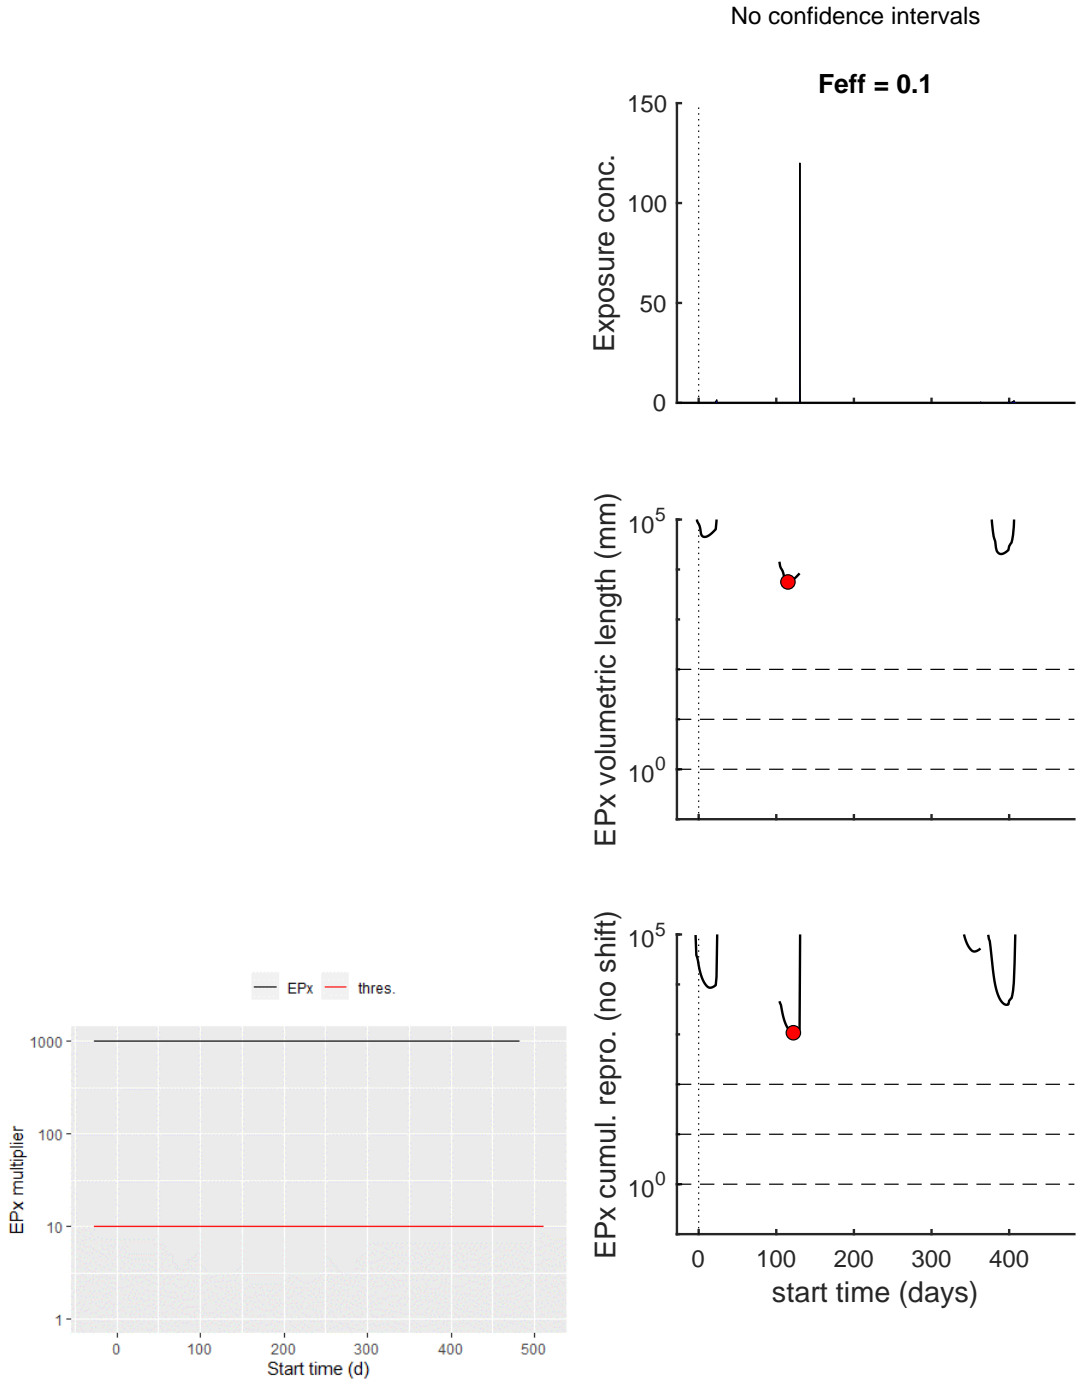 No confidence intervals
Feff = 0.1
Exposure conc.
150
100
50
0
EPx volumetric length (mm)
10^5
10^0
EPx cumul. repro. (no shift)
10^5
10^0
0 100 200 300 400
start time (days)
EPx thres.
EPx multiplier
1000
100
10
1
0 100 200 300 400 500
Start time (d)